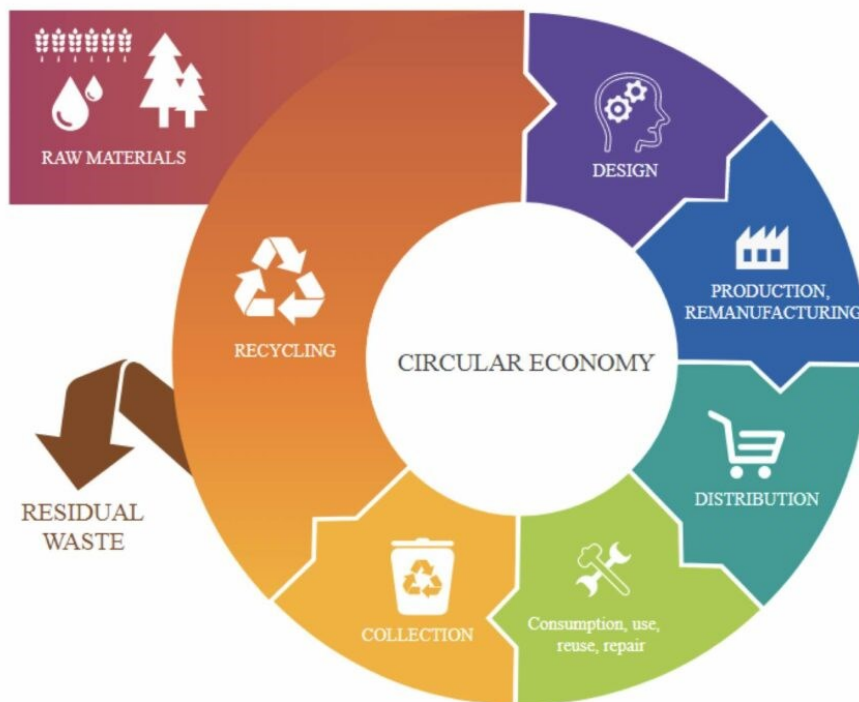 RAW MATERIALS
DESIGN
PRODUCTION,
REMANUFACTURING
RECYCLING
CIRCULAR ECONOMY
DISTRIBUTION
RESIDUAL
WASTE
COLLECTION
Consumption, use,
reuse, repair